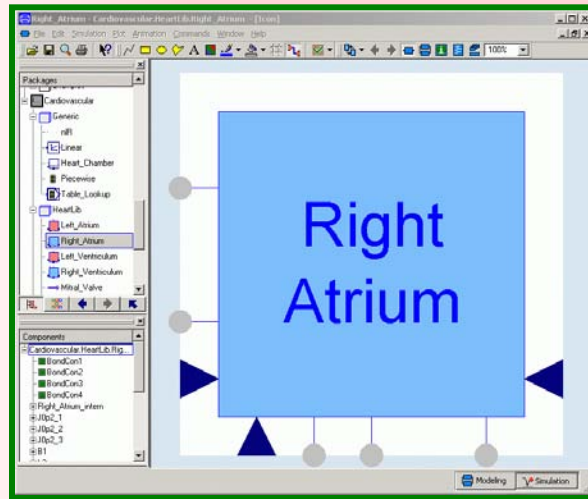 Right_Atrium - Cardiovascular.HeartLib.Right_Atrium - [Icon]
File Edit Simulation Plot Animation Commands Window Help
100%
Packages
Cardiovascular
Generic
nlfl
Linear
Heart_Chamber
Piecewise
Table_Lookup
HeartLib
Left_Atrium
Right_Atrium
Left_Ventriculum
Right_Ventriculum
Mitral_Valve
Components
Cardiovascular.HeartLib.Rig...
BondCon1
BondCon2
BondCon3
BondCon4
Right_Atrium_intern
J0p2_1
J0p2_2
J0p2_3
B1
Right
Atrium
Modeling
Simulation